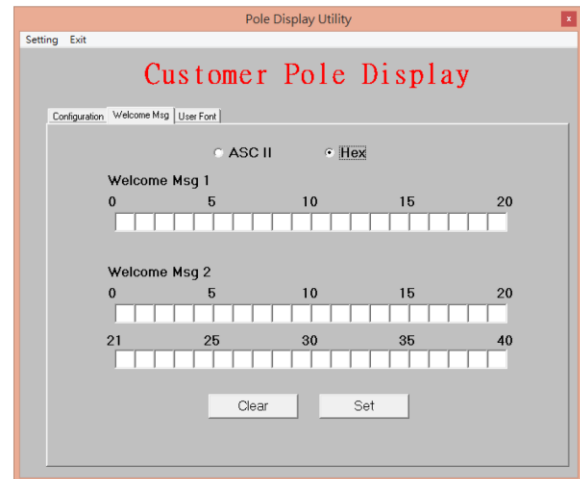 Pole Display Utility
x
Setting Exit
Customer Pole Display
Configuration Welcome Msg User Font
ASC II Hex
Welcome Msg 1
0 5 10 15 20
Welcome Msg 2
0 5 10 15 20
21 25 30 35 40
Clear Set